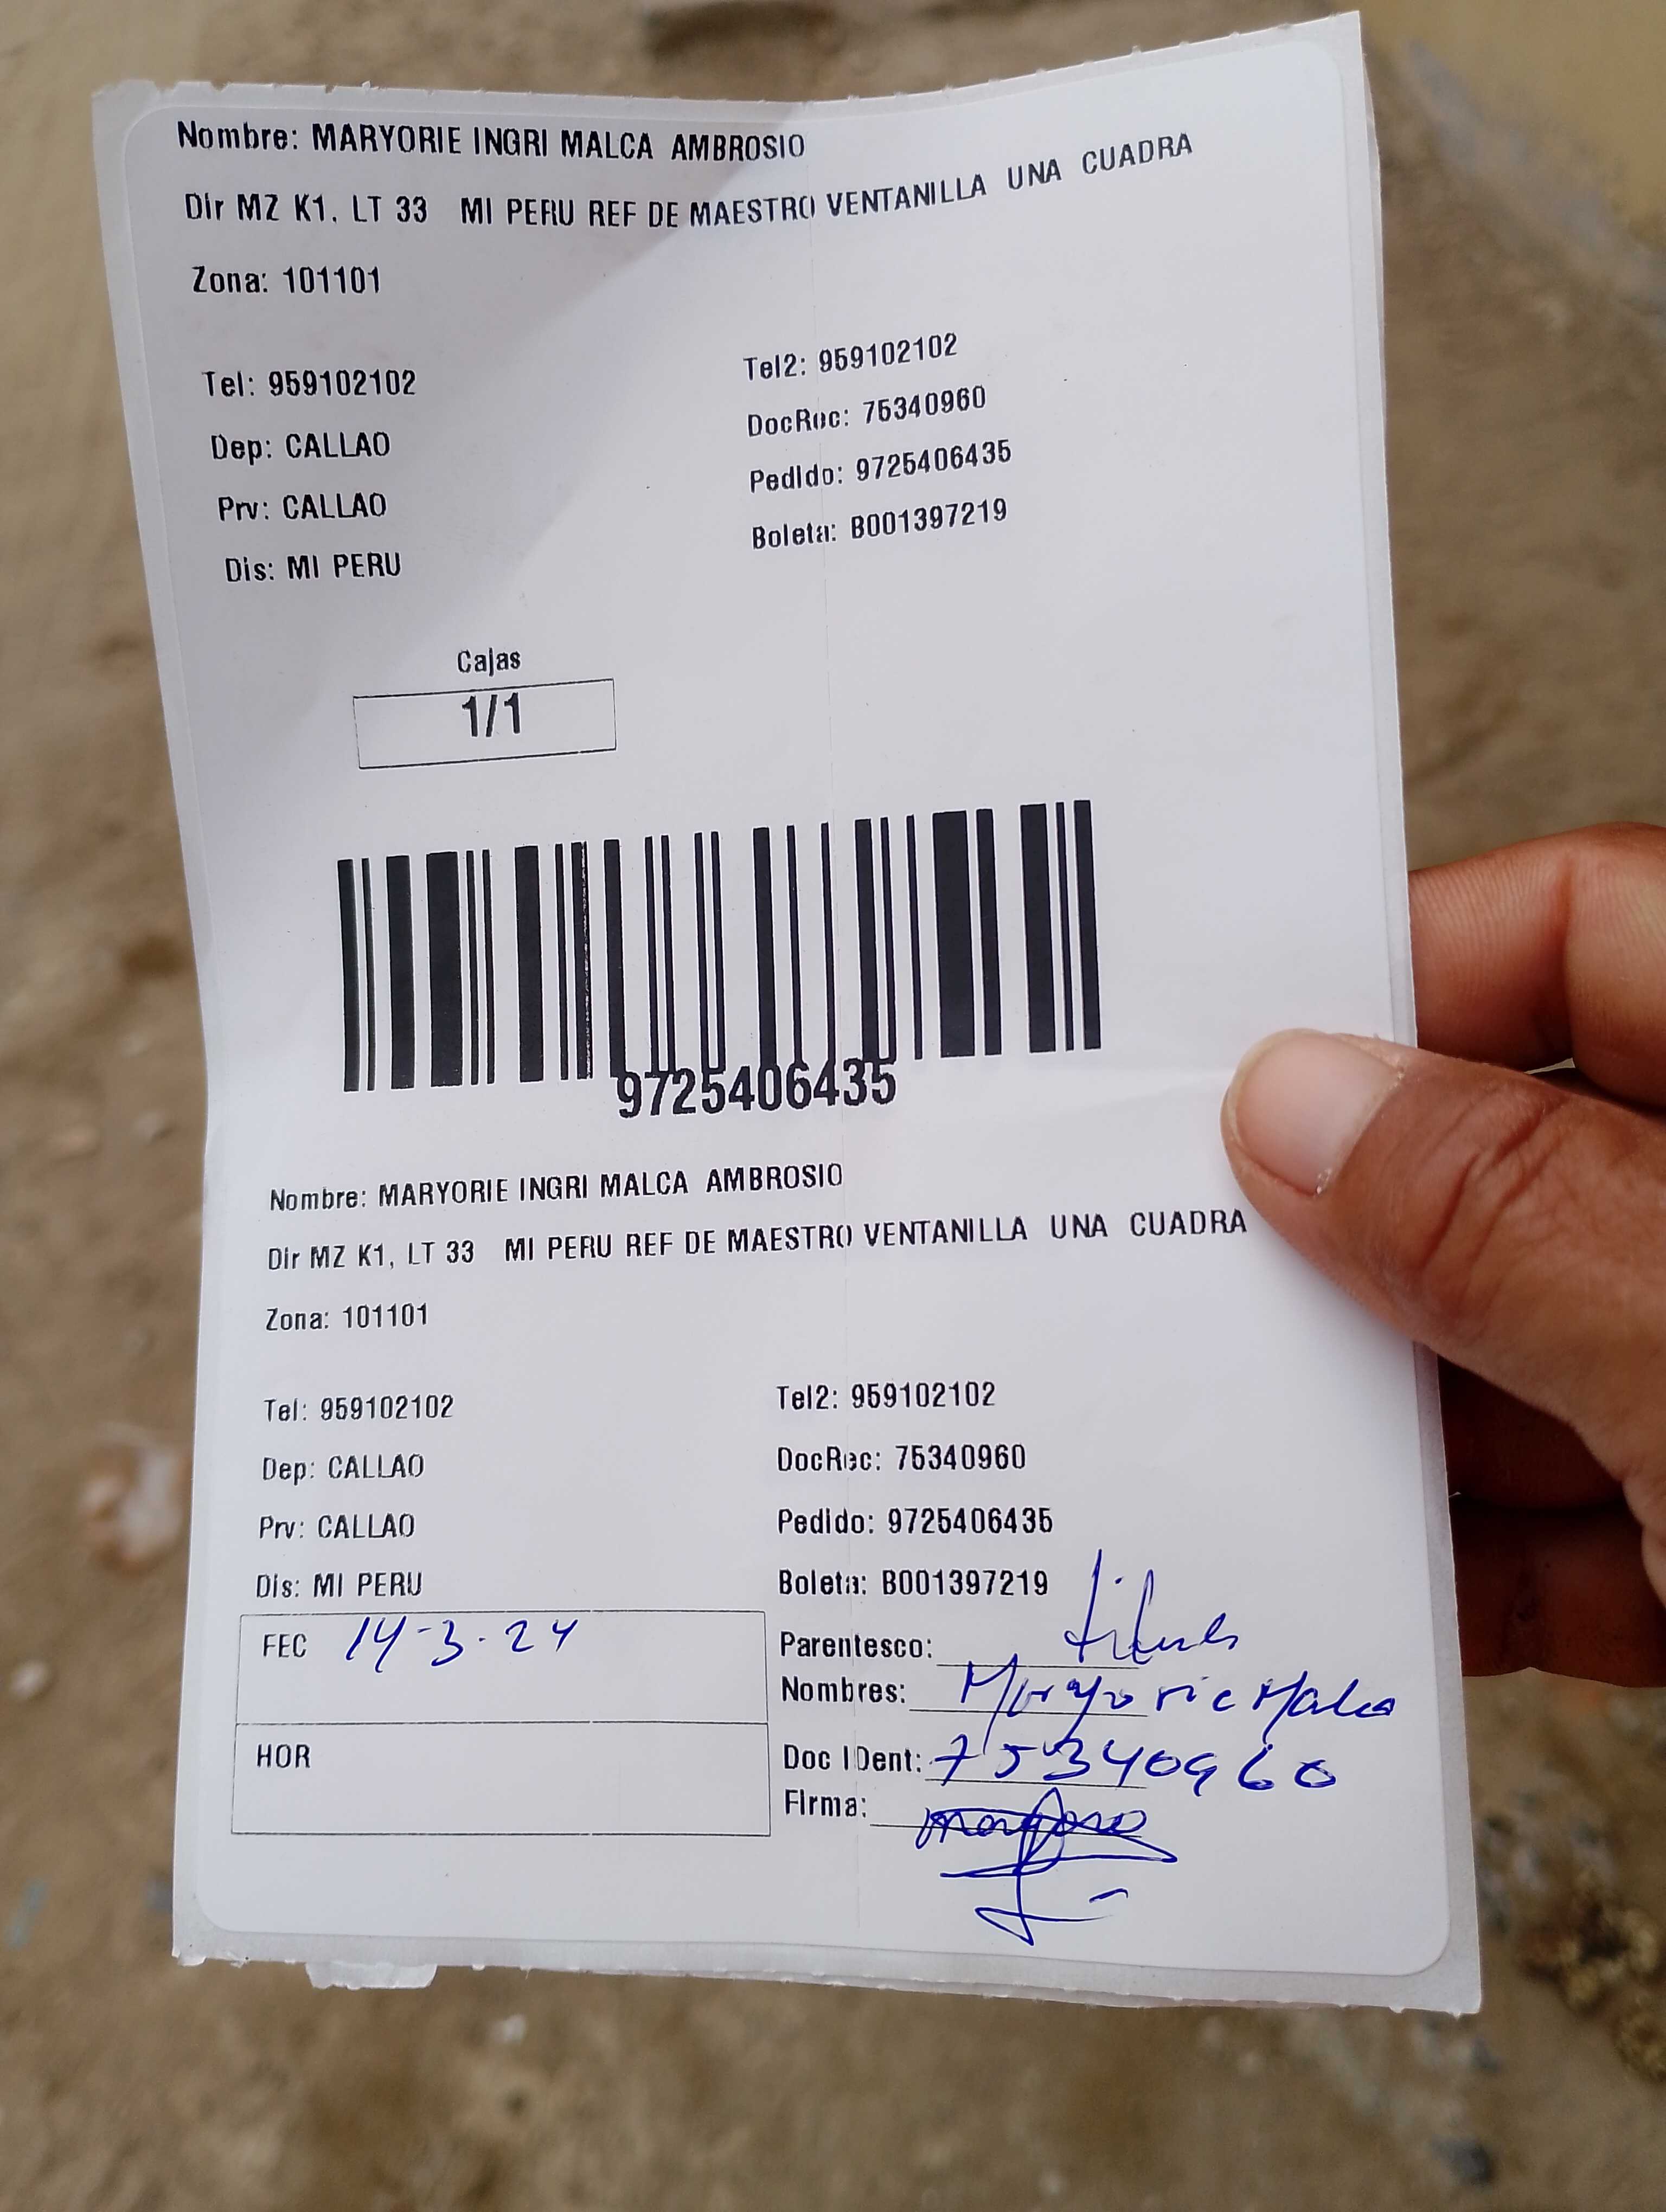 Nombre: MARYORIE INGRI MALCA AMBROSIO
Dir MZ K1, LT 33 MI PERU REF DE MAESTRO VENTANILLA UNA CUADRA
Zona: 101101
Tel: 959102102 Tel2: 959102102
Dep: CALLAO DocRec: 75340960
Prv: CALLAO Pedido: 9725406435
Dis: MI PERU Boleta: B001397219
Cajas
1/1
9725406435
Nombre: MARYORIE INGRI MALCA AMBROSIO
Dir MZ K1, LT 33 MI PERU REF DE MAESTRO VENTANILLA UNA CUADRA
Zona: 101101
Tel: 959102102 Tel2: 959102102
Dep: CALLAO DocRec: 75340960
Prv: CALLAO Pedido: 9725406435
Dis: MI PERU Boleta: B001397219
FEC 14-3-24 Parentesco:
Nombres: Maryorie Malca
HOR Doc IDent: 75340960
Firma: